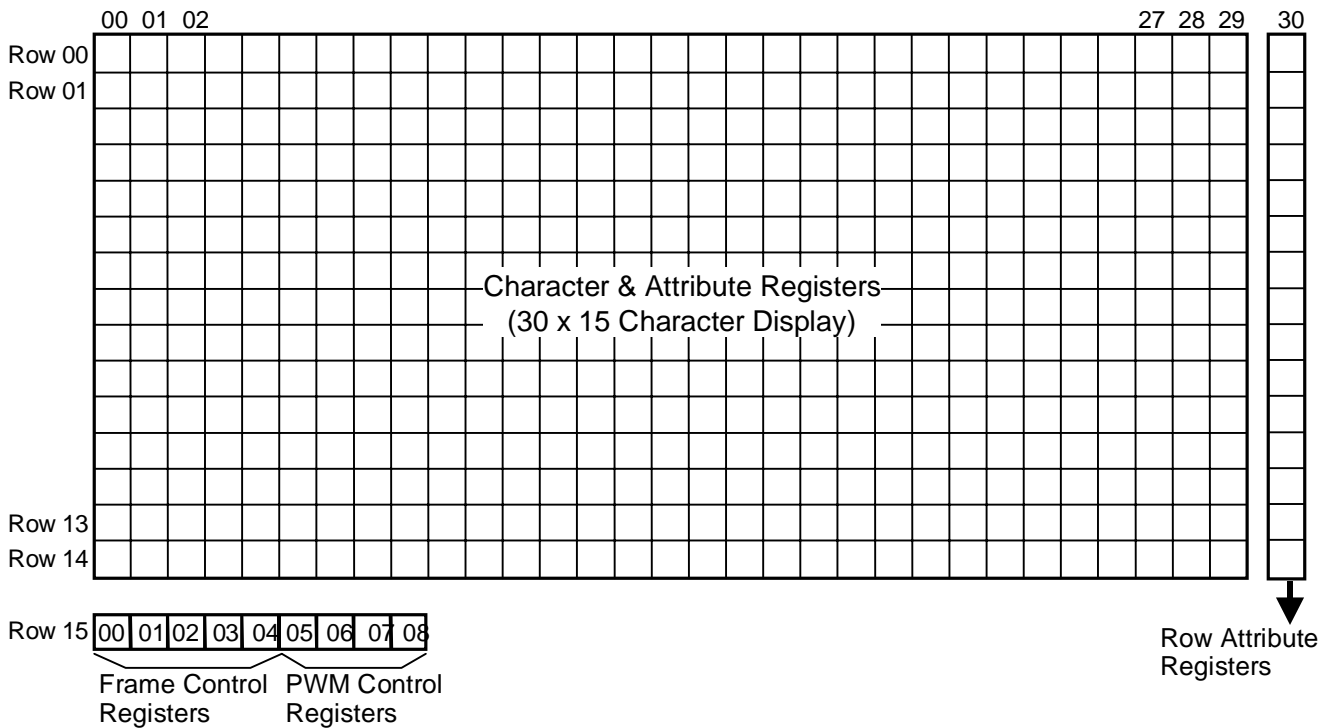 00 01 02 27 28 29 30
Row 00
Row 01
Character & Attribute Registers
(30 x 15 Character Display)
Row 13
Row 14
Row 15 00 01 02 03 04 05 06 07 08
Row Attribute
Registers
Frame Control PWM Control
Registers Registers